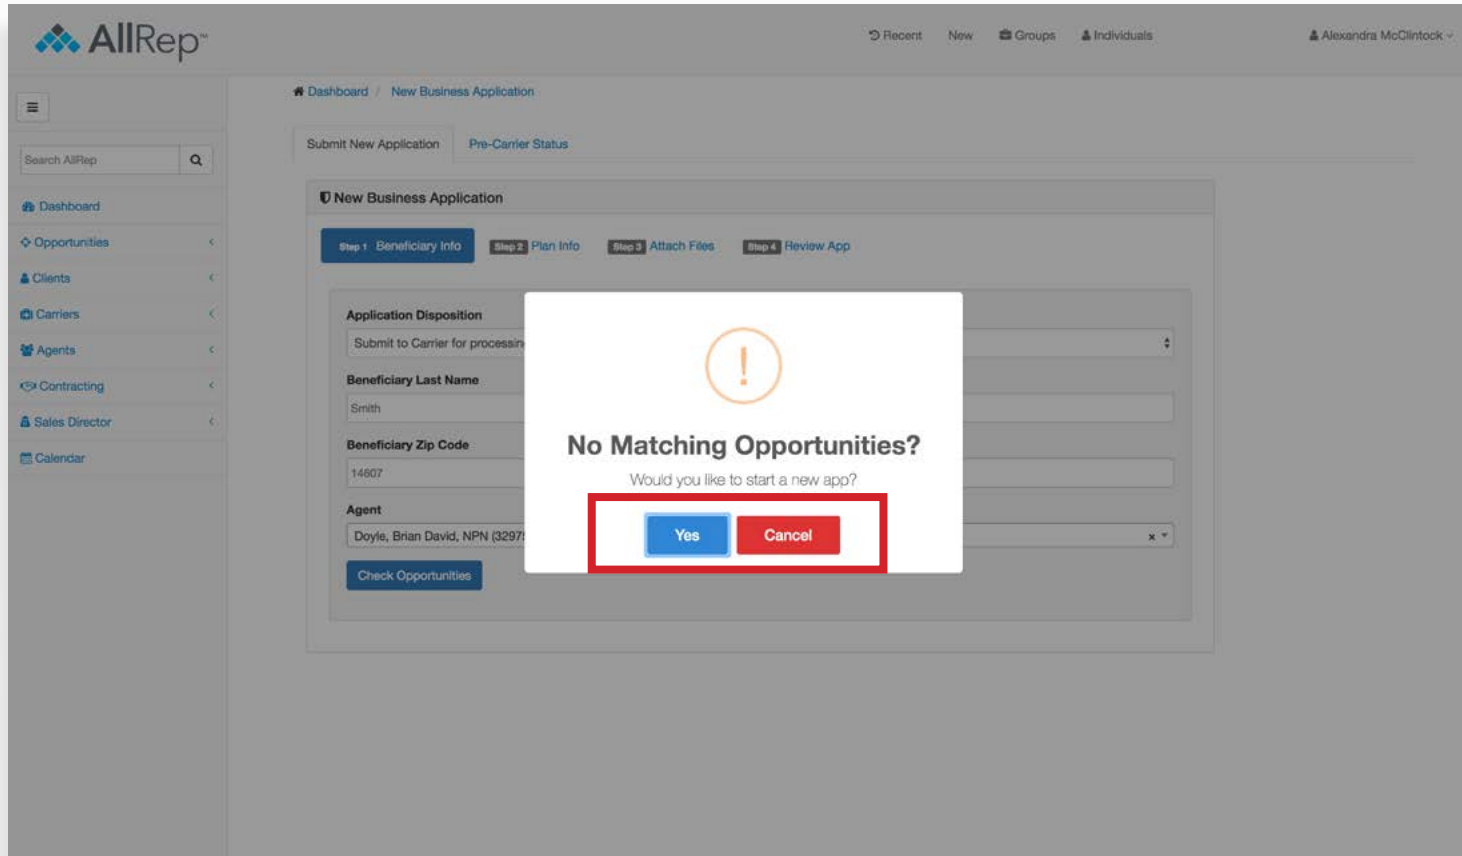 AllRep™
Recent New Groups Individuals Alexandra McClintock
Dashboard / New Business Application
Submit New Application Pre-Carrier Status
Search AllRep
Dashboard
Opportunities
Clients
Carriers
Agents
Contracting
Sales Director
Calendar
New Business Application
Step 1 Beneficiary Info Step 2 Plan Info Step 3 Attach Files Step 4 Review App
Application Disposition
Submit to Carrier for
Beneficiary Last Name
Smith
Beneficiary Zip Code
14607
Agent
Doyle, Brian David, NPN (3297
Check Opportunities
!
No Matching Opportunities?
Would you like to start a new app?
Yes Cancel